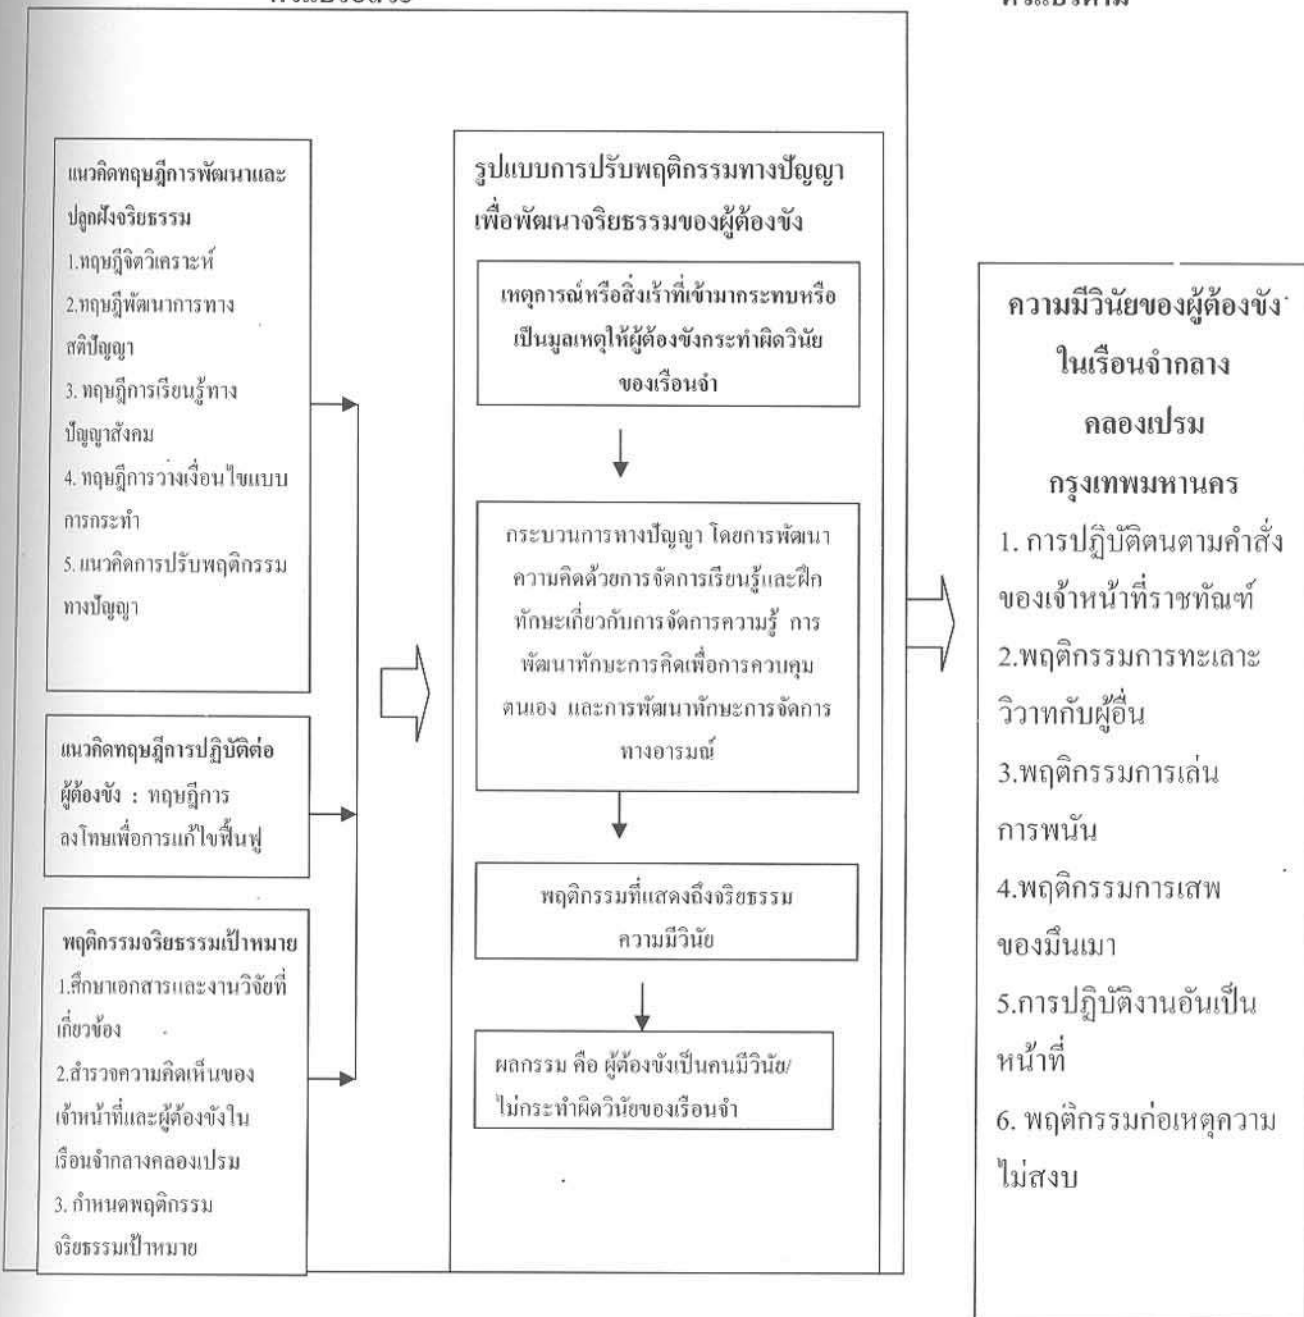 แนวคิดทฤษฎีการพัฒนาและ
ปลูกฝังจริยธรรม
1.ทฤษฎีจิตวิเคราะห์
2.ทฤษฎีพัฒนาการทาง
สติปัญญา
3. ทฤษฎีการเรียนรู้ทาง
ปัญญาสังคม
4. ทฤษฎีการวางเงื่อนไขแบบ
การกระทำ
5. แนวคิดการปรับพฤติกรรม
ทางปัญญา
แนวคิดทฤษฎีการปฏิบัติต่อ
ผู้ต้องขัง : ทฤษฎีการ
ลงโทษเพื่อการแก้ไขฟื้นฟู
พฤติกรรมจริยธรรมเป้าหมาย
1.ศึกษาเอกสารและงานวิจัยที่
เกี่ยวข้อง
2.สำรวจความคิดเห็นของ
เจ้าหน้าที่และผู้ต้องขังใน
เรือนจำกลางคลองเปรม
3. กำหนดพฤติกรรม
จริยธรรมเป้าหมาย
รูปแบบการปรับพฤติกรรมทางปัญญา
เพื่อพัฒนาจริยธรรมของผู้ต้องขัง
เหตุการณ์หรือสิ่งเร้าที่เข้ามากระทบหรือ
เป็นมูลเหตุให้ผู้ต้องขังกระทำผิดวินัย
ของเรือนจำ
กระบวนการทางปัญญา โดยการพัฒนา
ความคิดด้วยการจัดการเรียนรู้และฝึก
ทักษะเกี่ยวกับการจัดการความรู้ การ
พัฒนาทักษะการคิดเพื่อการควบคุม
ตนเอง และการพัฒนาทักษะการจัดการ
ทางอารมณ์
พฤติกรรมที่แสดงถึงจริยธรรม
ความมีวินัย
ผลกรรม คือ ผู้ต้องขังเป็นคนมีวินัย/
ไม่กระทำผิดวินัยของเรือนจำ
ความมีวินัยของผู้ต้องขัง
ในเรือนจำกลาง
คลองเปรม
กรุงเทพมหานคร
1. การปฏิบัติตนตามคำสั่ง
ของเจ้าหน้าที่ราชทัณฑ์
2.พฤติกรรมการทะเลาะ
วิวาทกับผู้อื่น
3.พฤติกรรมการเล่น
การพนัน
4.พฤติกรรมการเสพ
ของมึนเมา
5.การปฏิบัติงานอันเป็น
หน้าที่
6. พฤติกรรมก่อเหตุความ
ไม่สงบ